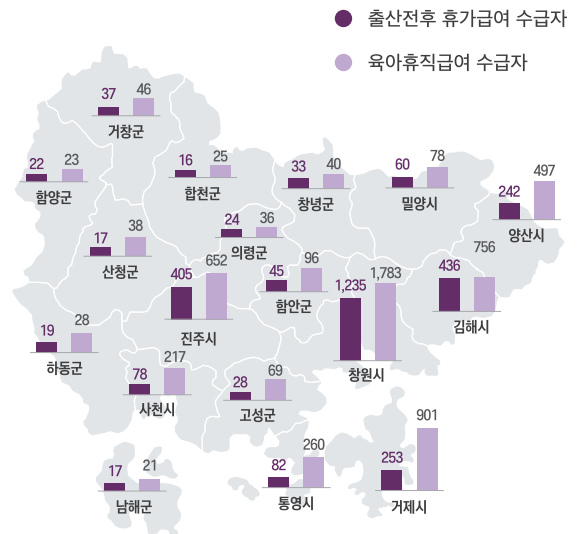 출산전후 휴가급여 수급자
육아휴직급여 수급자
37 46
거창군
22 23
함양군
16 25
합천군
33 40
창녕군
60 78
밀양시
242 497
양산시
17 38
산청군
24 36
의령군
405 652
진주시
45 96
함안군
1,235 1,783
창원시
436 756
김해시
19 28
하동군
78 217
사천시
28 69
고성군
17 21
남해군
82 260
통영시
253 901
거제시